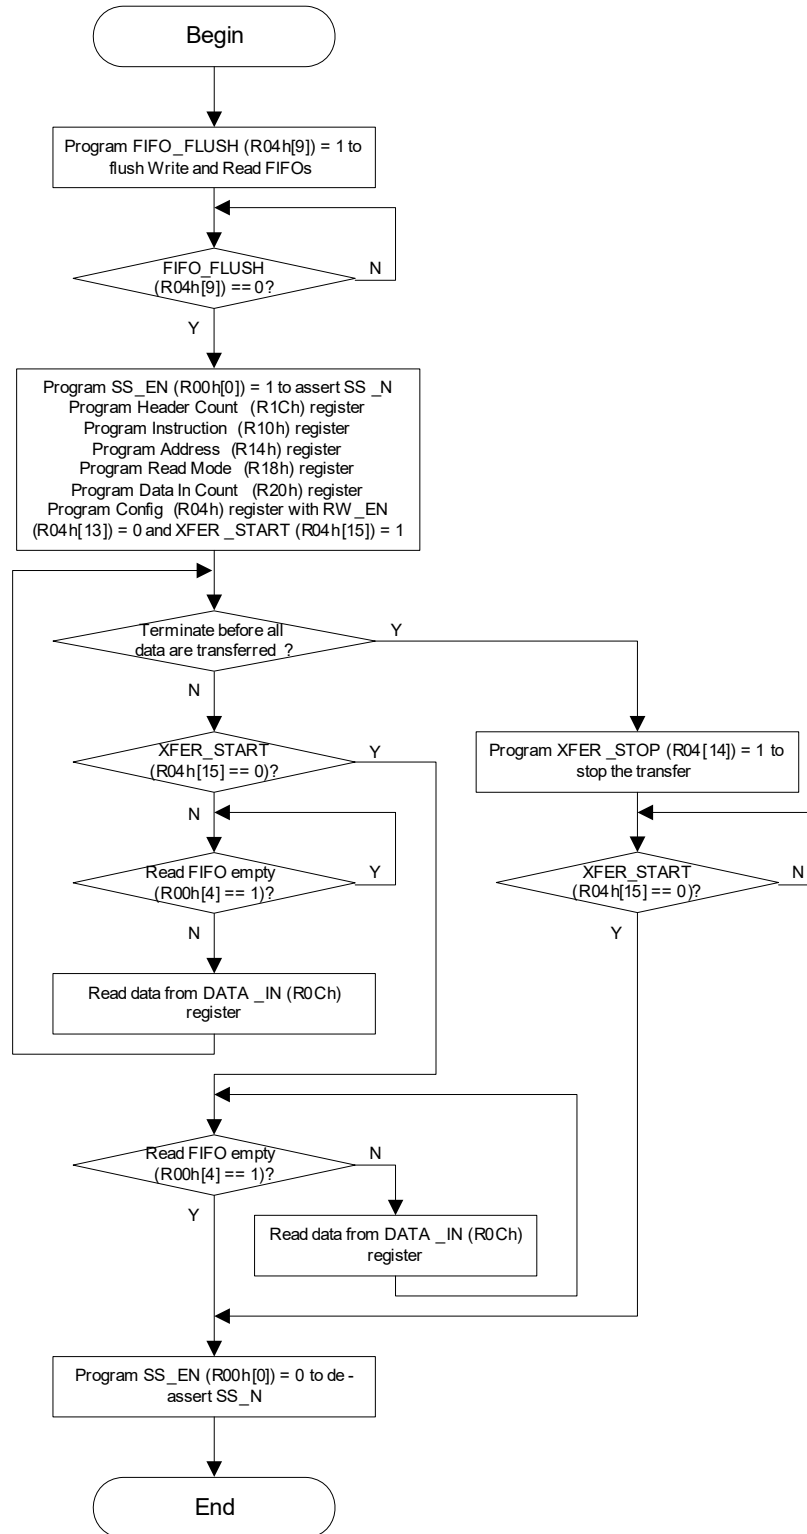 Begin
Program FIFO_FLUSH (R04h[9]) = 1 to
flush Write and Read FIFOs
FIFO_FLUSH
(R04h[9]) == 0?
N
Y
Program SS_EN (R00h[0]) = 1 to assert SS_N
Program Header Count (R1Ch) register
Program Instruction (R10h) register
Program Address (R14h) register
Program Read Mode (R18h) register
Program Data In Count (R20h) register
Program Config (R04h) register with RW_EN
(R04h[13]) = 0 and XFER_START (R04h[15]) = 1
Terminate before all
data are transferred ?
Y
N
XFER_START
(R04h[15] == 0)?
Y
N
Program XFER_STOP (R04[14]) = 1 to
stop the transfer
Read FIFO empty
(R00h[4] == 1)?
Y
N
XFER_START
(R04h[15] == 0)?
N
Y
Read data from DATA_IN (R0Ch)
register
Read FIFO empty
(R00h[4] == 1)?
N
Y
Read data from DATA_IN (R0Ch)
register
Program SS_EN (R00h[0]) = 0 to de-
assert SS_N
End